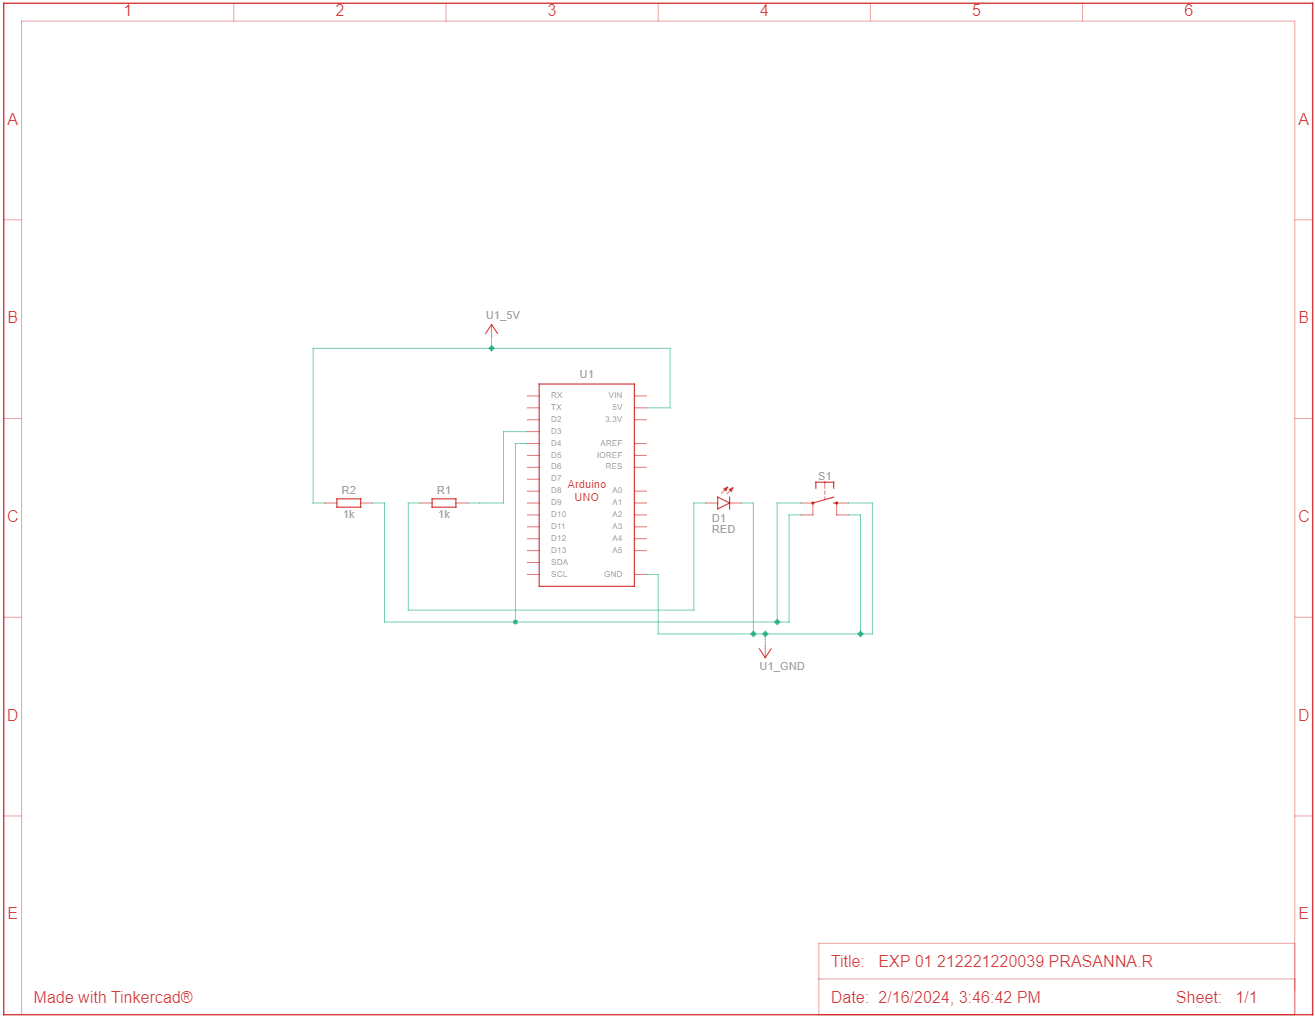 1 2 3 4 5 6
A A
B B
U1_5V
U1
RX VIN
TX 5V
D2 3.3V
D3
D4 AREF
D5 IOREF
D6 RES
D7
Arduino
D8 A0
UNO
D9 A1
D10 A2
D11 A3
D12 A4
D13 A5
SDA
SCL GND
R2
1k
R1
1k
D1
RED
S1
C C
U1_GND
D D
E E
Title: EXP 01 212221220039 PRASANNA.R
Made with Tinkercad®
Date: 2/16/2024, 3:46:42 PM Sheet: 1/1